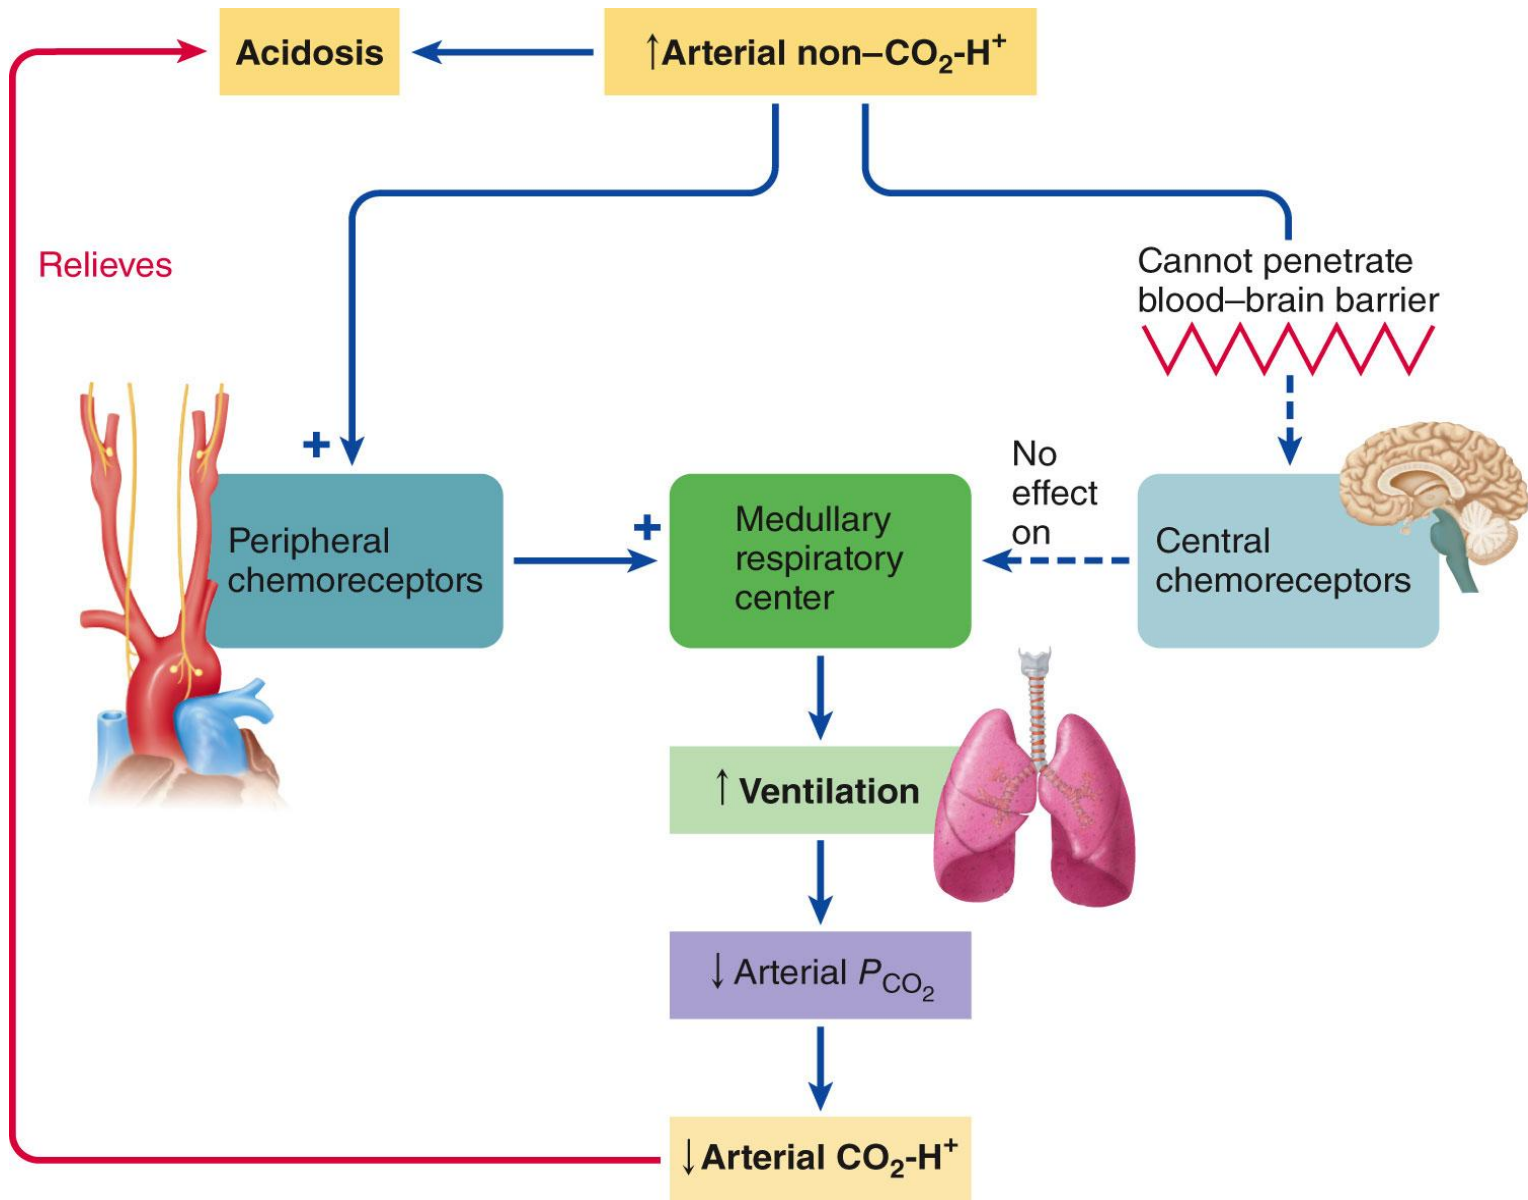 Acidosis
↑Arterial non–CO₂-H⁺
Relieves
Cannot penetrate
blood–brain barrier
+
+
No
effect
on
Peripheral
chemoreceptors
Medullary
respiratory
center
Central
chemoreceptors
↑ Ventilation
↓ Arterial P_CO₂
↓Arterial CO₂-H⁺